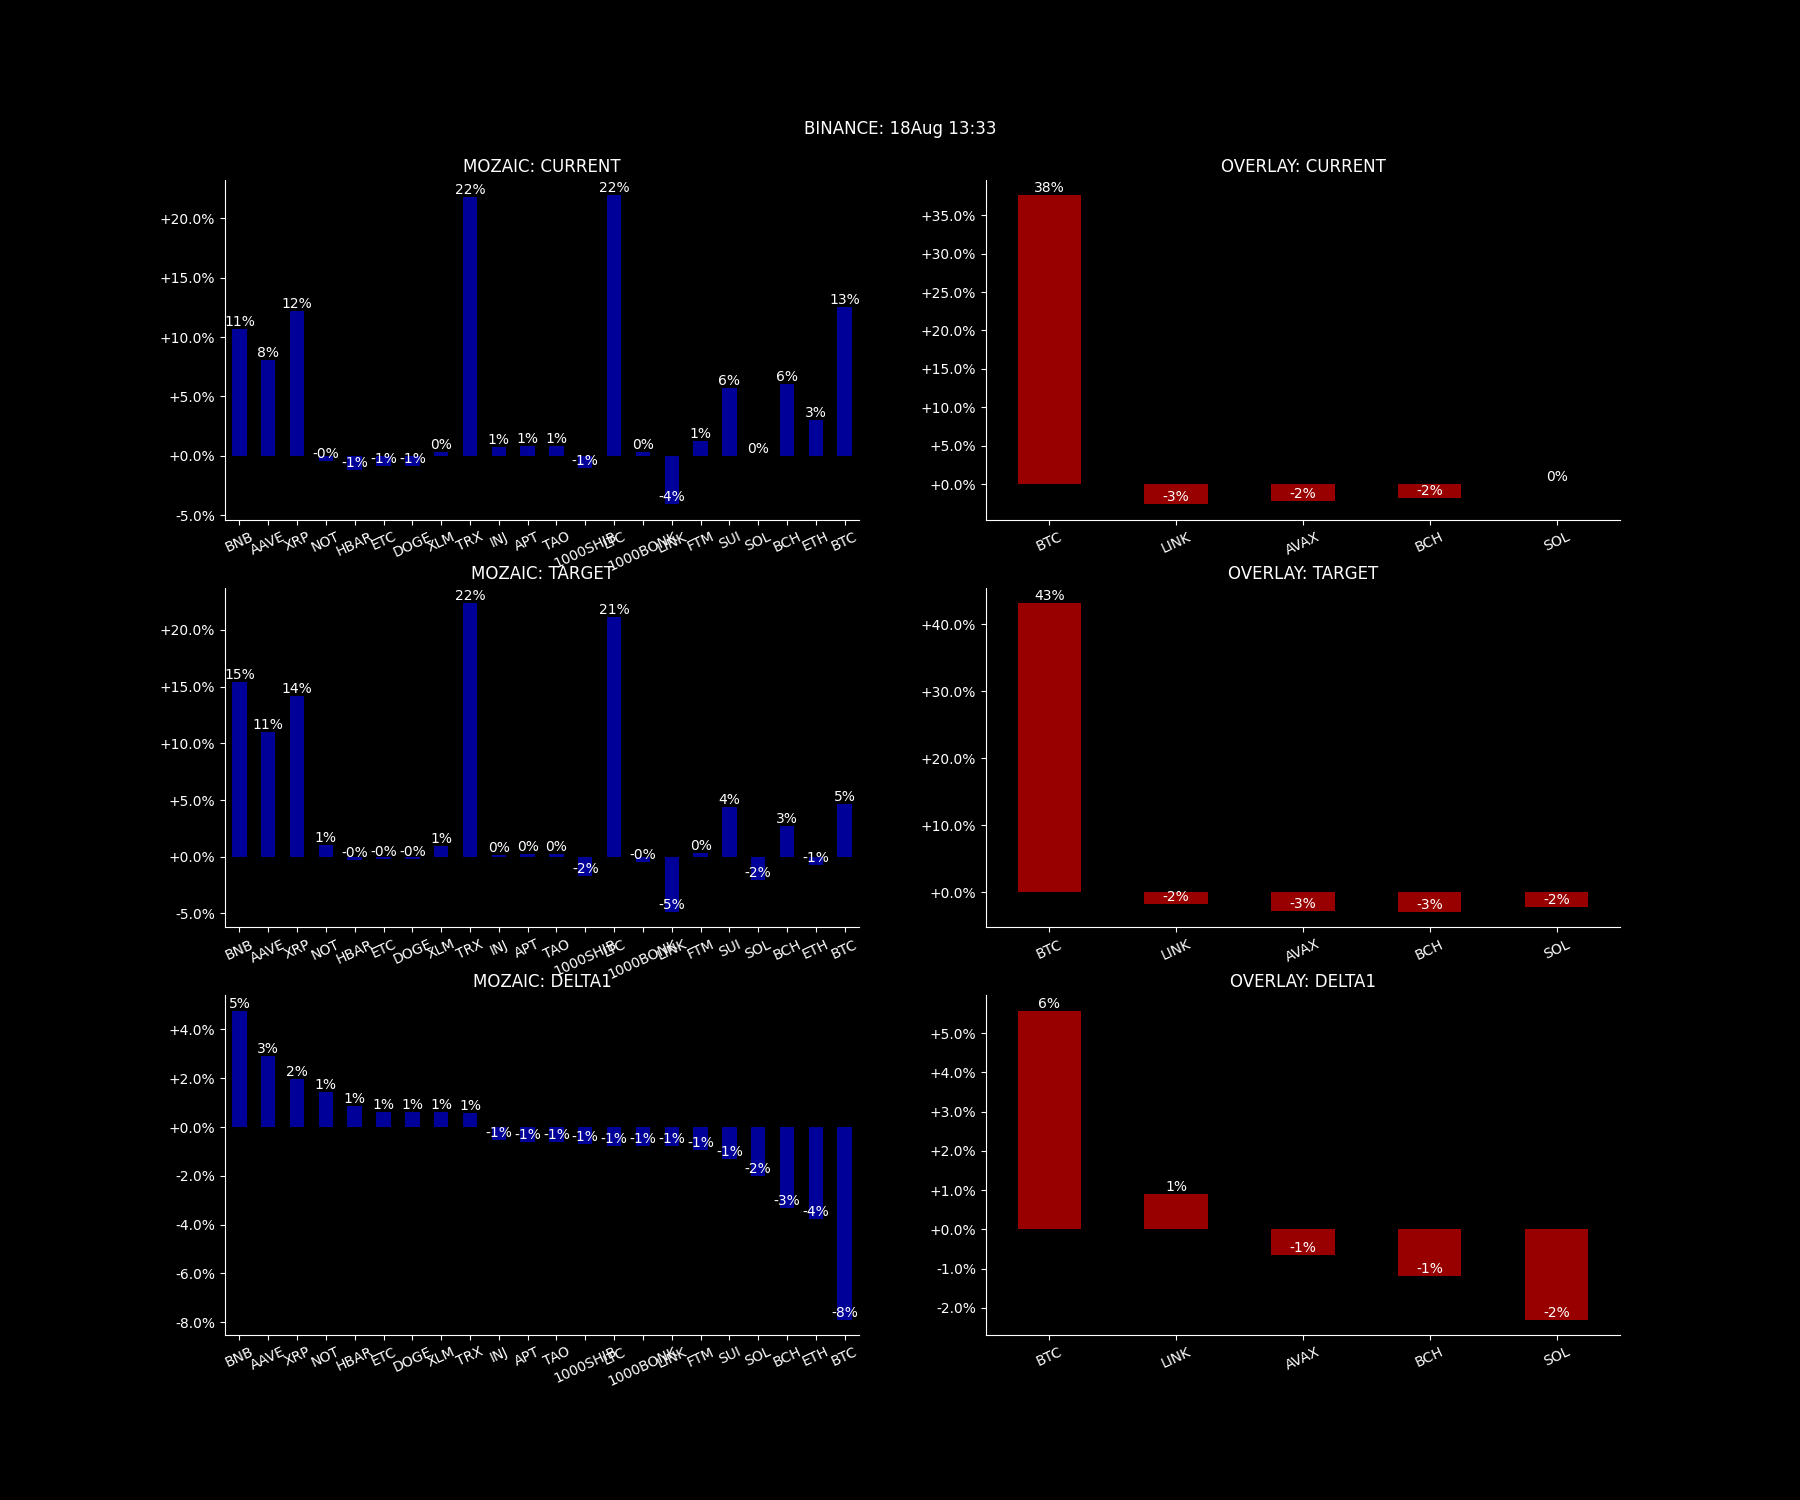 BINANCE: 18Aug 13:33
MOZAIC: CURRENT
+20.0%
+15.0%
+10.0%
+5.0%
+0.0%
-5.0%
11% 8% 12% -0% -1% -1% -1% 0% 22% 1% 1% 1% -1% 22% 0% -4% 1% 6% 0% 6% 3% 13%
BNB AAVE XRP NOT HBAR ETC DOGE XLM TRX INJ APT TAO 1000SHIB LTC 1000BONK LINK FTM SUI SOL BCH ETH BTC
OVERLAY: CURRENT
+35.0%
+30.0%
+25.0%
+20.0%
+15.0%
+10.0%
+5.0%
+0.0%
38% -3% -2% -2% 0%
BTC LINK AVAX BCH SOL
MOZAIC: TARGET
+20.0%
+15.0%
+10.0%
+5.0%
+0.0%
-5.0%
15% 11% 14% 1% -0% -0% -0% 1% 22% 0% 0% 0% -2% 21% -0% -5% 0% 4% -2% 3% -1% 5%
BNB AAVE XRP NOT HBAR ETC DOGE XLM TRX INJ APT TAO 1000SHIB LTC 1000BONK LINK FTM SUI SOL BCH ETH BTC
OVERLAY: TARGET
+40.0%
+30.0%
+20.0%
+10.0%
+0.0%
43% -2% -3% -3% -2%
BTC LINK AVAX BCH SOL
MOZAIC: DELTA1
+4.0%
+2.0%
+0.0%
-2.0%
-4.0%
-6.0%
-8.0%
5% 3% 2% 1% 1% 1% 1% 1% 1% -1% -1% -1% -1% -1% -1% -1% -1% -1% -2% -3% -4% -8%
BNB AAVE XRP NOT HBAR ETC DOGE XLM TRX INJ APT TAO 1000SHIB LTC 1000BONK LINK FTM SUI SOL BCH ETH BTC
OVERLAY: DELTA1
+5.0%
+4.0%
+3.0%
+2.0%
+1.0%
+0.0%
-1.0%
-2.0%
6% 1% -1% -1% -2%
BTC LINK AVAX BCH SOL